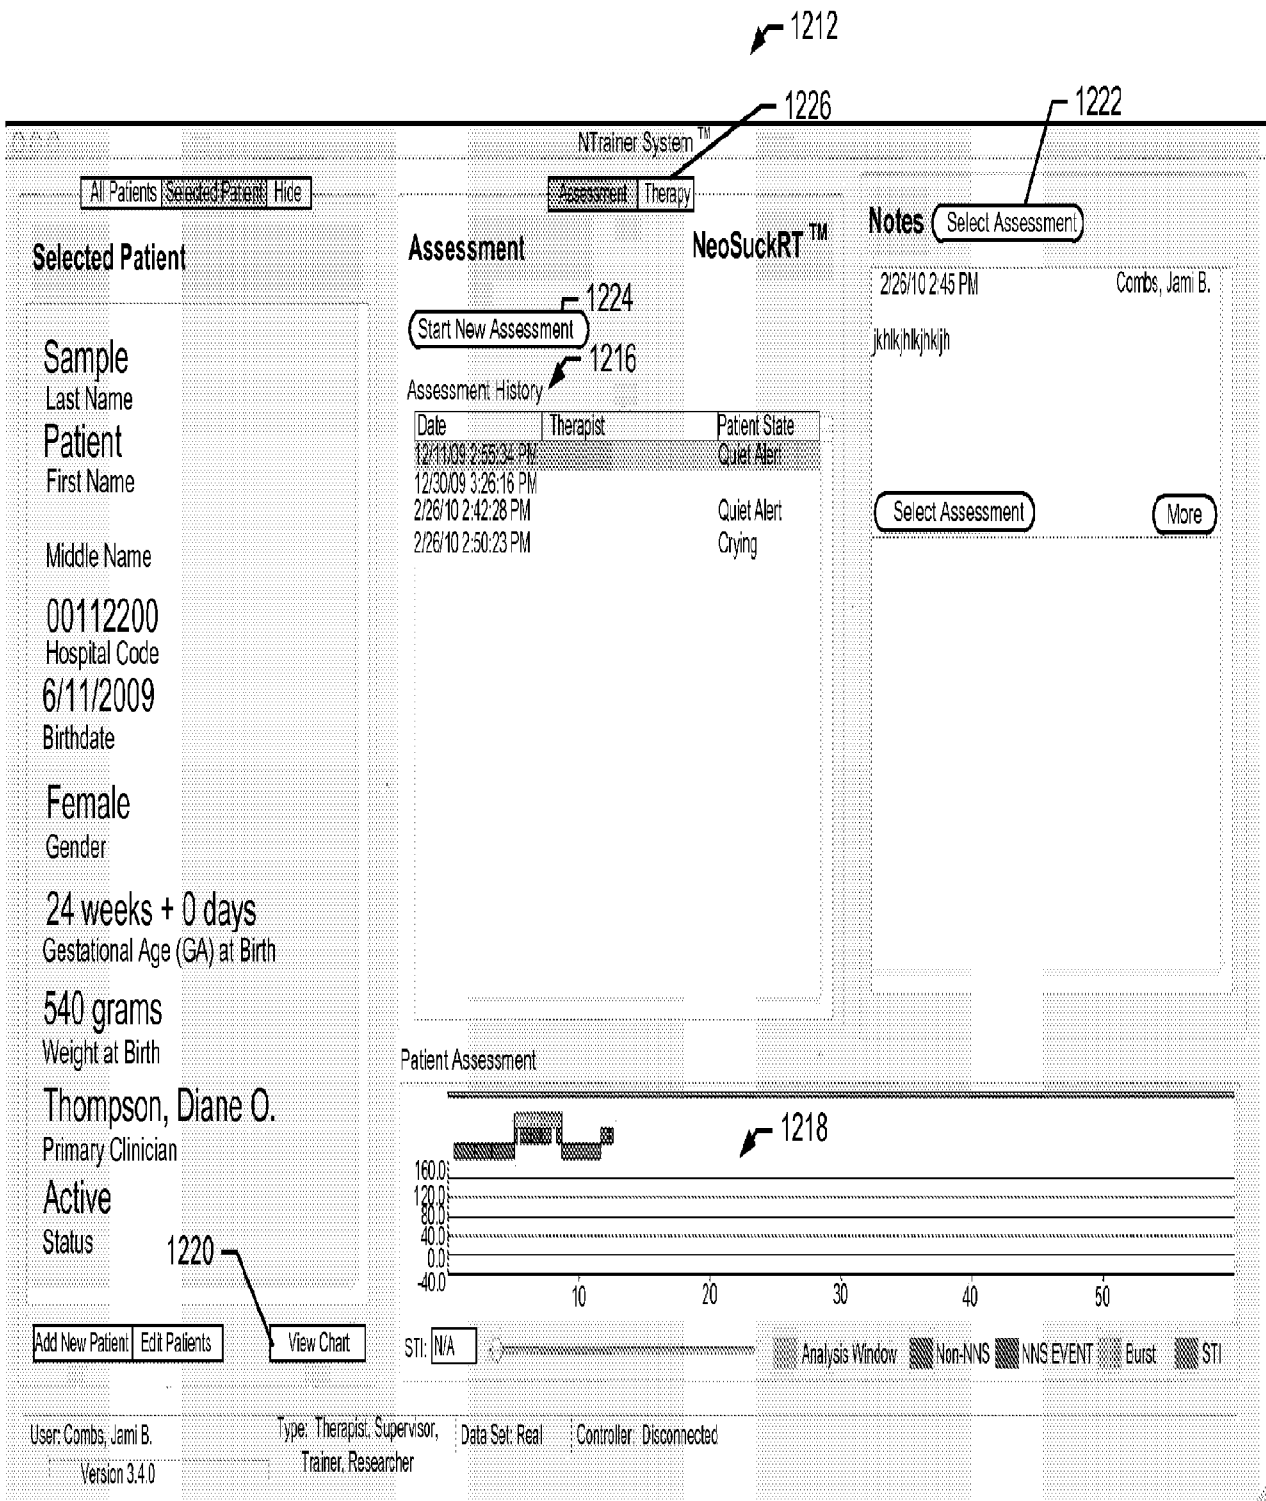 1212
1226
1222
NTrainer System TM
All Patients Selected Patient Hide
Assessment Therapy
Notes Select Assessment
Selected Patient
Assessment NeoSuckRT TM
2/26/10 2:45 PM Combs, Jami B.
1224
Start New Assessment
jkhlkjhlkjhkljh
1216
Sample
Last Name
Assessment History
Patient
First Name
Date Therapist Patient State
12/11/09 2:55:34 PM Quiet Alert
12/30/09 3:26:16 PM
2/26/10 2:42:28 PM Quiet Alert
2/26/10 2:50:23 PM Crying
Select Assessment More
Middle Name
00112200
Hospital Code
6/11/2009
Birthdate
Female
Gender
24 weeks + 0 days
Gestational Age (GA) at Birth
540 grams
Weight at Birth
Thompson, Diane O.
Primary Clinician
Active
Status
1220
Add New Patient Edit Patients View Chart
Patient Assessment
1218
160.0
120.0
80.0
40.0
0.0
-40.0
10 20 30 40 50
STI: N/A Analysis Window Non-NNS NNS EVENT Burst STI
User: Combs, Jami B. Type: Therapist, Supervisor, Data Set: Real Controller: Disconnected
Version 3.4.0 Trainer, Researcher